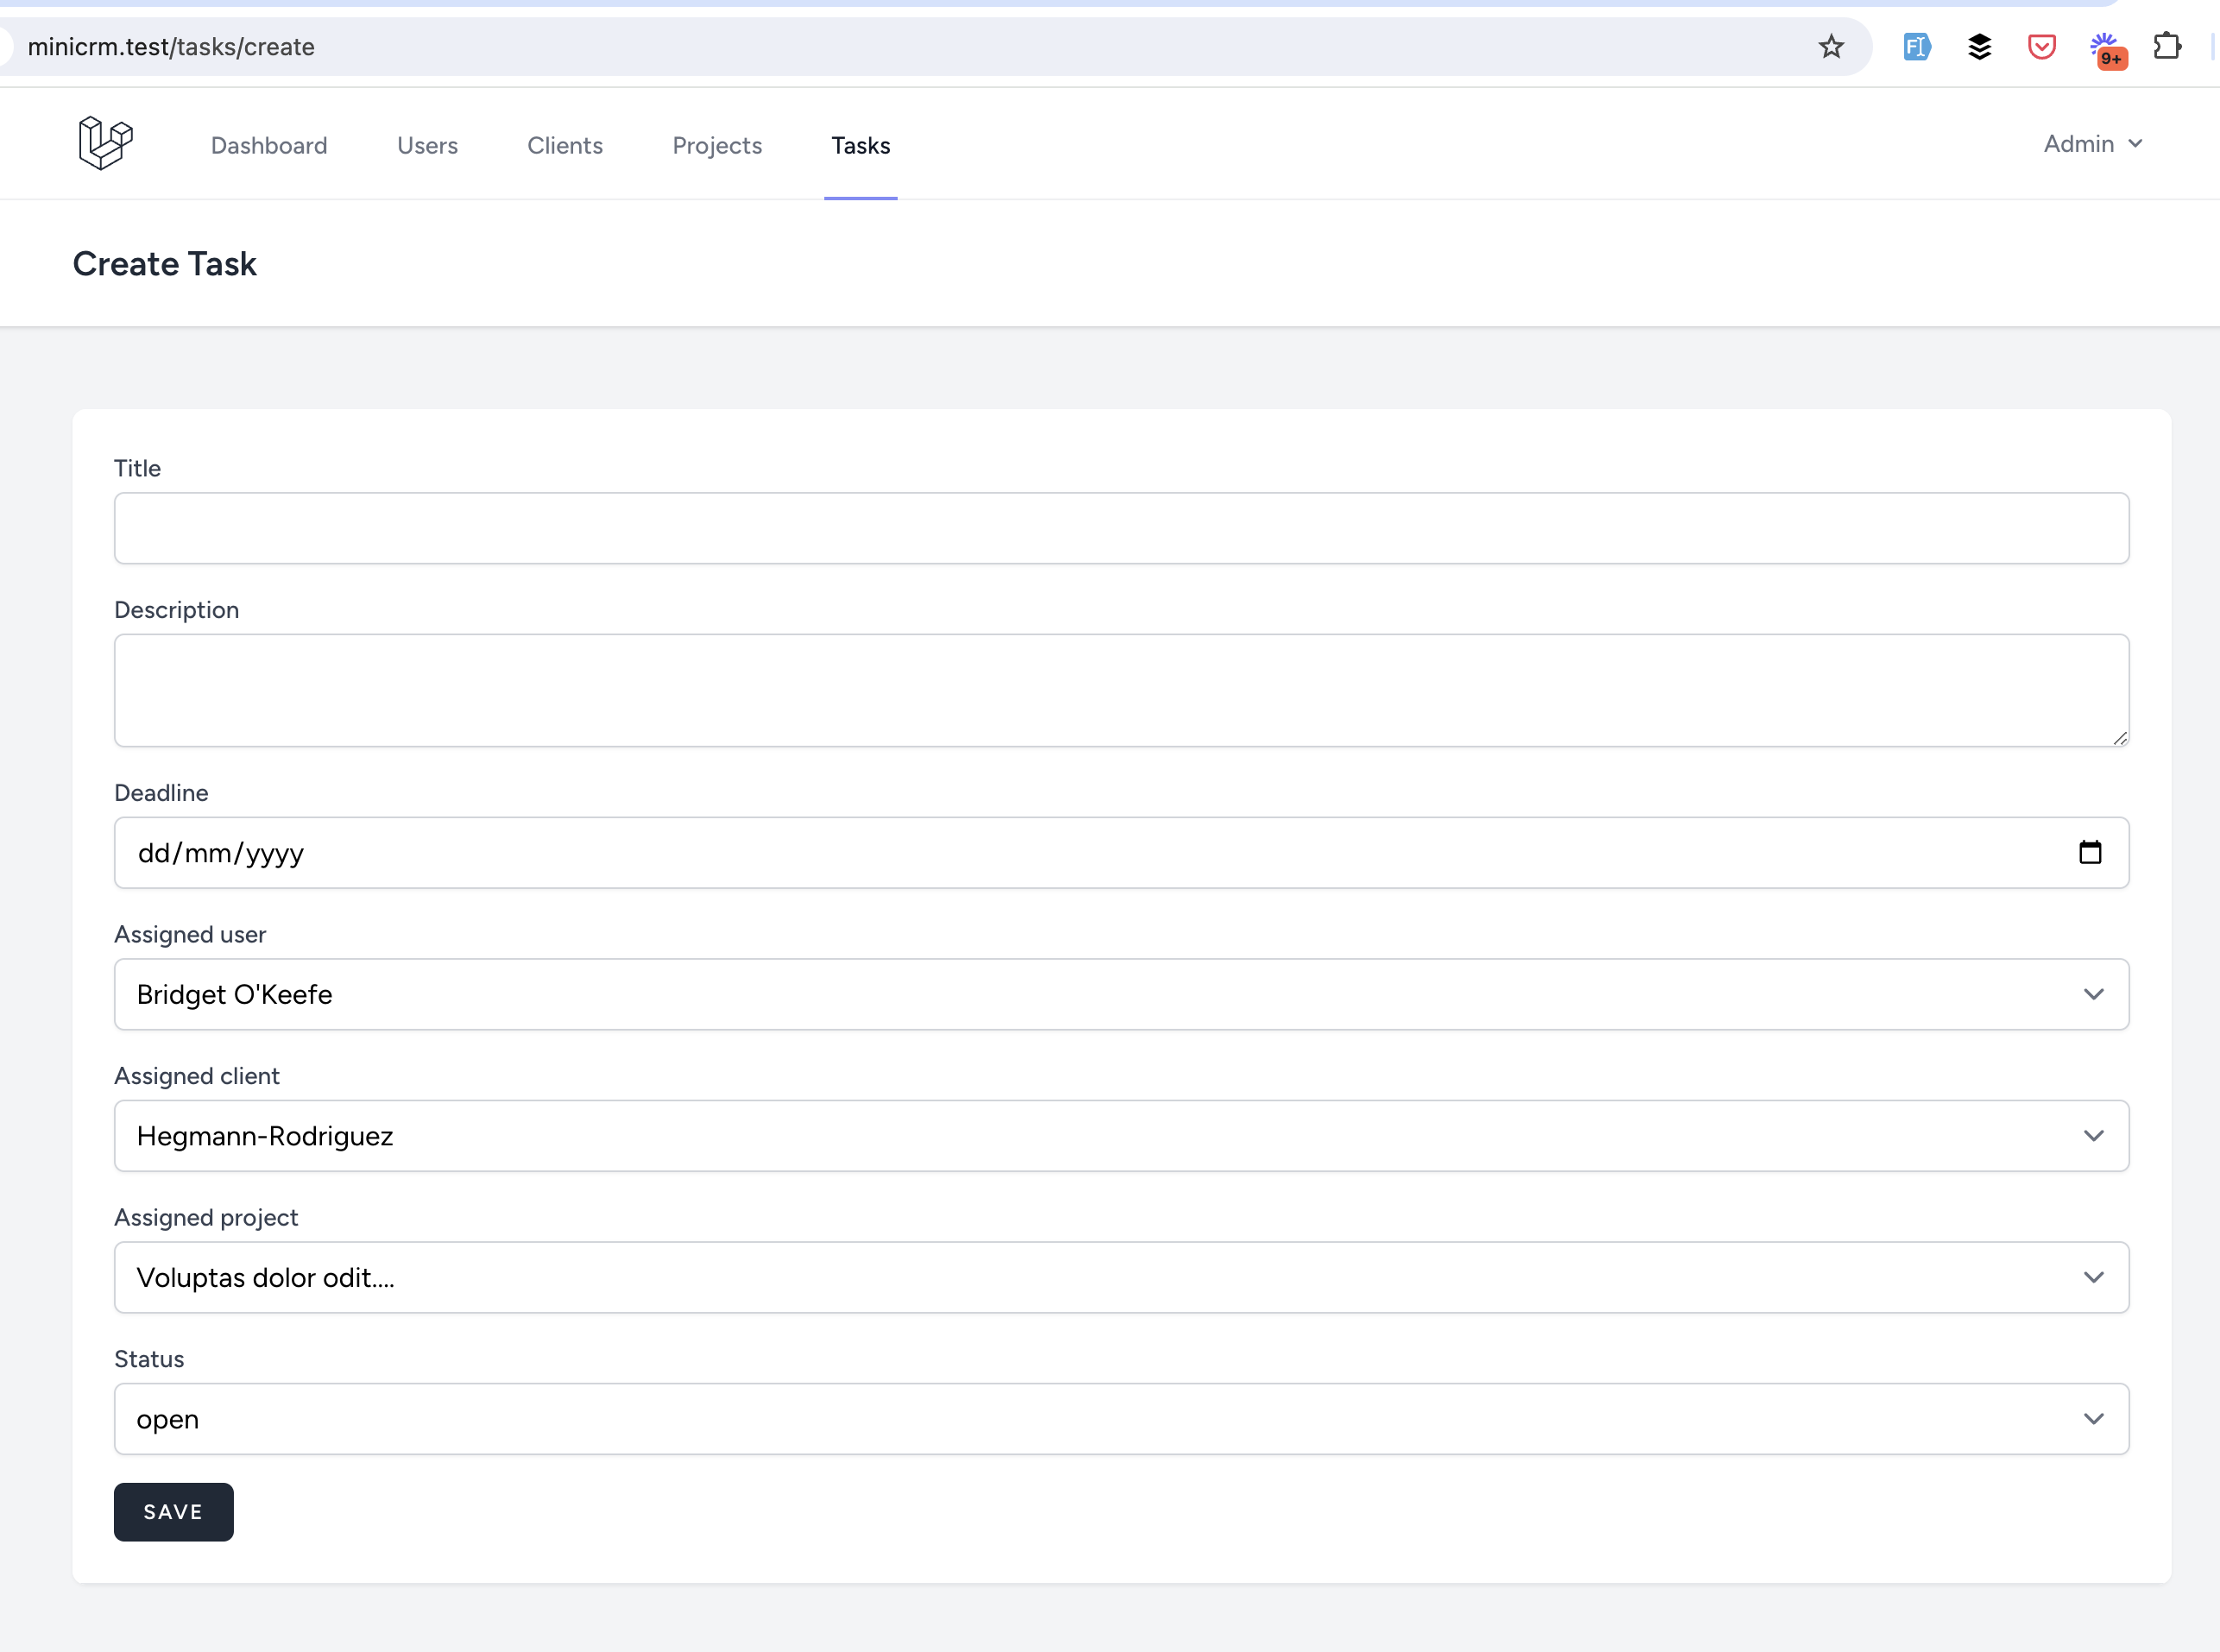 minicrm.test/tasks/create
FI
9+
Dashboard Users Clients Projects Tasks Admin
Create Task
Title
Description
Deadline
dd/mm/yyyy
Assigned user
Bridget O'Keefe
Assigned client
Hegmann-Rodriguez
Assigned project
Voluptas dolor odit....
Status
open
SAVE